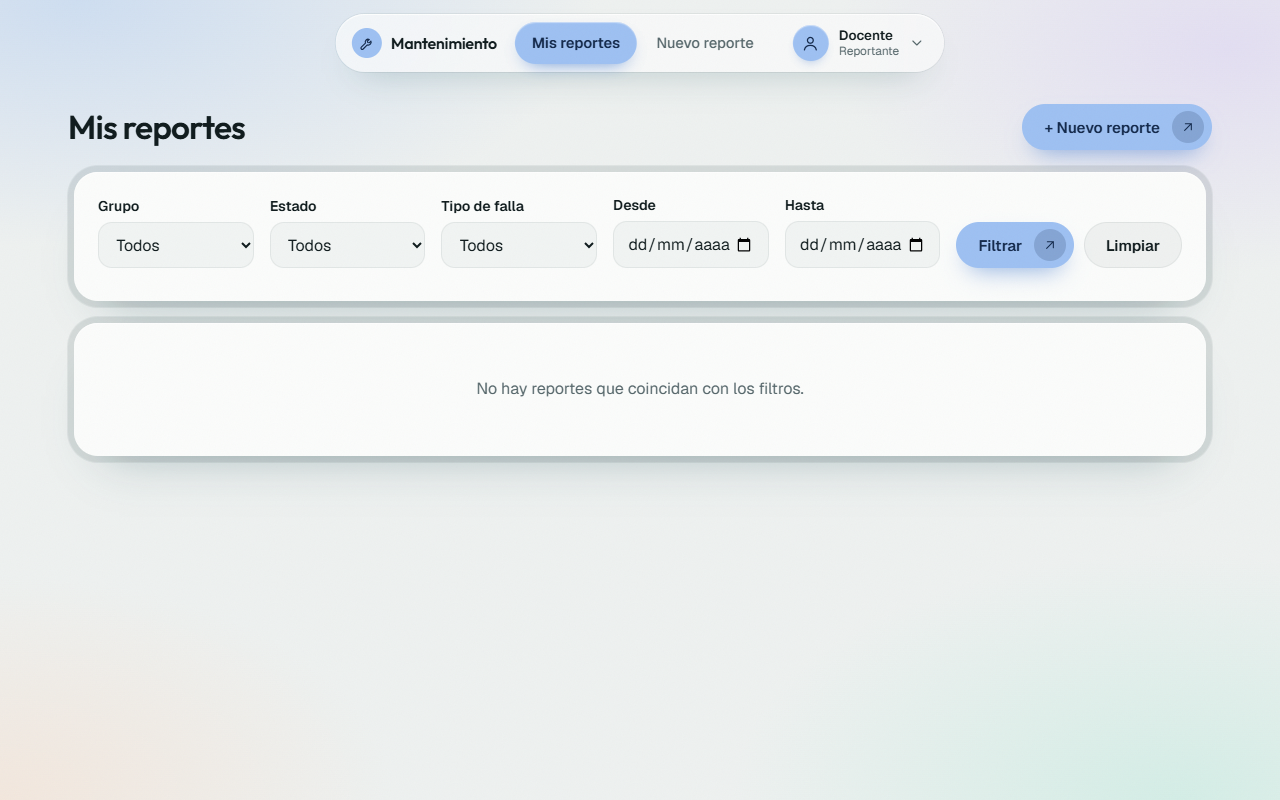 Mantenimiento
Mis reportes
Nuevo reporte
Docente
Reportante
Mis reportes
+ Nuevo reporte
Grupo
Estado
Tipo de falla
Desde
Hasta
Todos
Todos
Todos
dd/mm/aaaa
dd/mm/aaaa
Filtrar
Limpiar
No hay reportes que coincidan con los filtros.